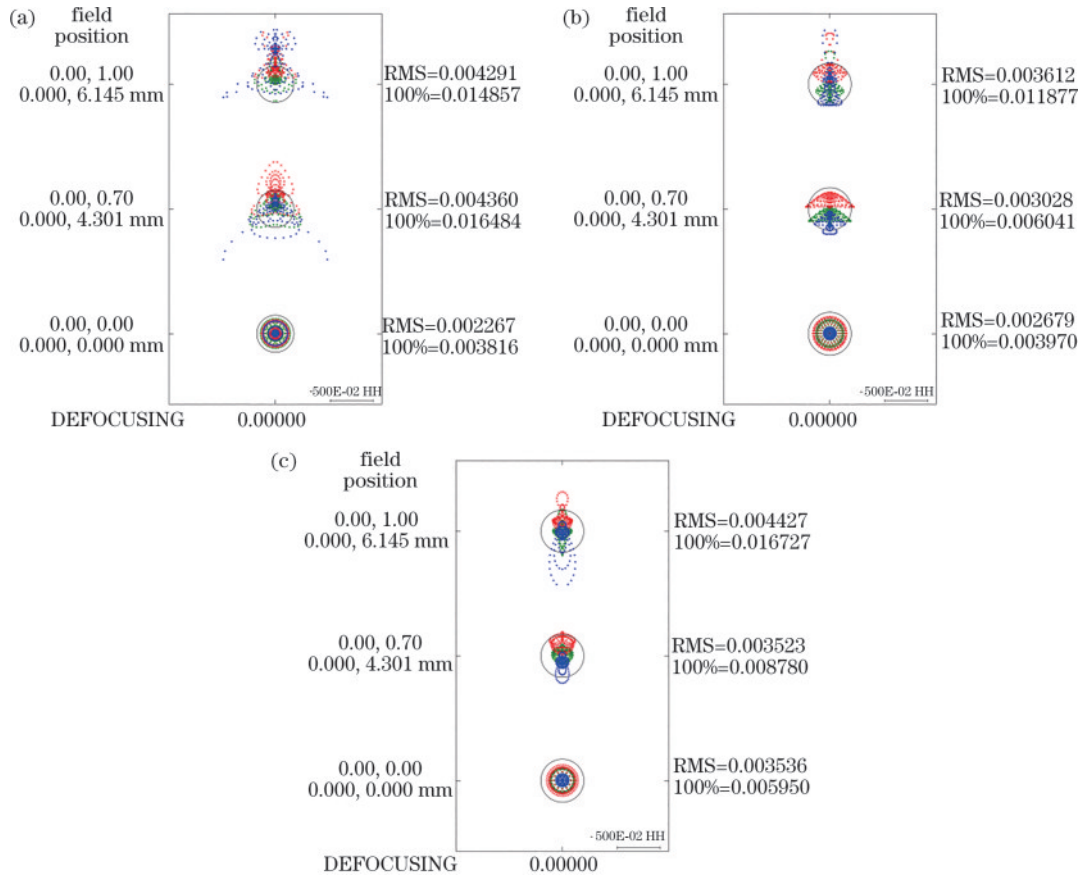 (a)
field
position
0.00, 1.00
0.000, 6.145 mm
RMS=0.004291
100%=0.014857
0.00, 0.70
0.000, 4.301 mm
RMS=0.004360
100%=0.016484
0.00, 0.00
0.000, 0.000 mm
RMS=0.002267
100%=0.003816
-500E-02 HH
DEFOCUSING 0.00000
(b)
field
position
0.00, 1.00
0.000, 6.145 mm
RMS=0.003612
100%=0.011877
0.00, 0.70
0.000, 4.301 mm
RMS=0.003028
100%=0.006041
0.00, 0.00
0.000, 0.000 mm
RMS=0.002679
100%=0.003970
-500E-02 HH
DEFOCUSING 0.00000
(c)
field
position
0.00, 1.00
0.000, 6.145 mm
RMS=0.004427
100%=0.016727
0.00, 0.70
0.000, 4.301 mm
RMS=0.003523
100%=0.008780
0.00, 0.00
0.000, 0.000 mm
RMS=0.003536
100%=0.005950
-500E-02 HH
DEFOCUSING 0.00000